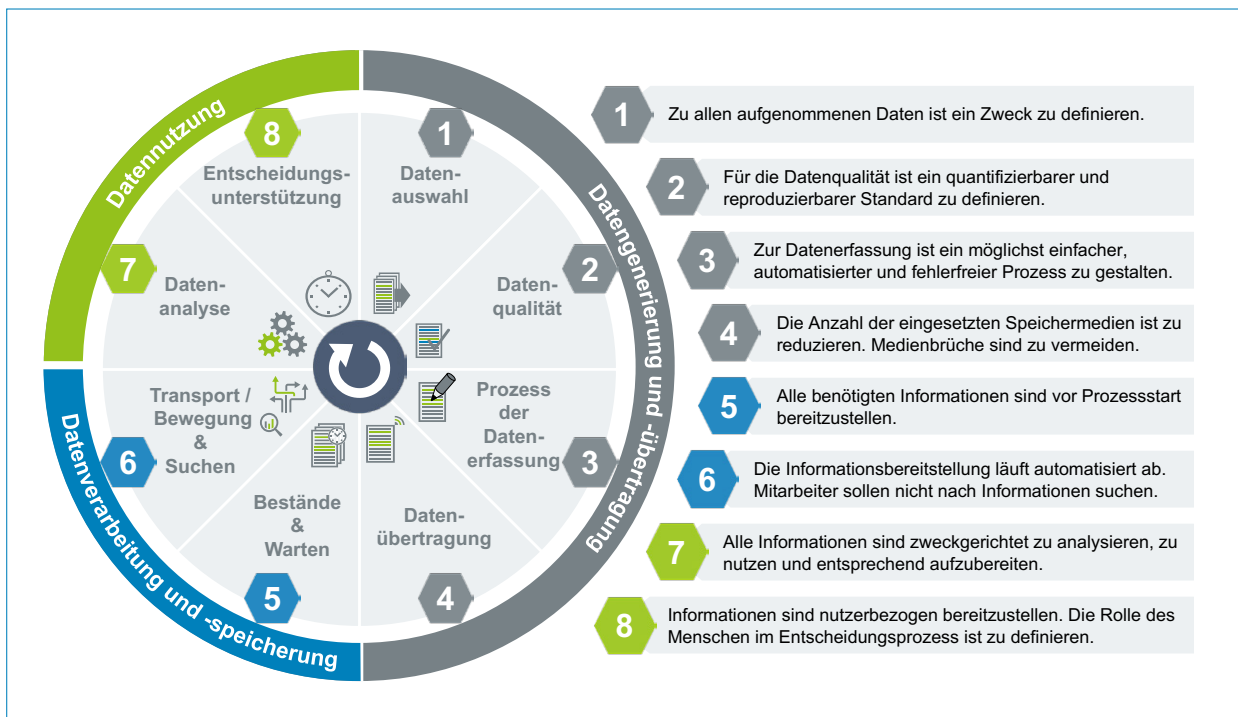 Datennutzung
Datengenerierung und -übertragung
Datenverarbeitung und -speicherung
1
Daten-
auswahl
2
Daten-
qualität
3
Prozess
der
Daten-
erfassung
4
Daten-
übertragung
5
Bestände
&
Warten
6
Transport /
Bewegung
&
Suchen
7
Daten-
analyse
8
Entscheidungs-
unterstützung
1
Zu allen aufgenommenen Daten ist ein Zweck zu definieren.
2
Für die Datenqualität ist ein quantifizierbarer und
reproduzierbarer Standard zu definieren.
3
Zur Datenerfassung ist ein möglichst einfacher,
automatisierter und fehlerfreier Prozess zu gestalten.
4
Die Anzahl der eingesetzten Speichermedien ist zu
reduzieren. Medienbrüche sind zu vermeiden.
5
Alle benötigten Informationen sind vor Prozessstart
bereitzustellen.
6
Die Informationsbereitstellung läuft automatisiert ab.
Mitarbeiter sollen nicht nach Informationen suchen.
7
Alle Informationen sind zweckgerichtet zu analysieren, zu
nutzen und entsprechend aufzubereiten.
8
Informationen sind nutzerbezogen bereitzustellen. Die Rolle des
Menschen im Entscheidungsprozess ist zu definieren.